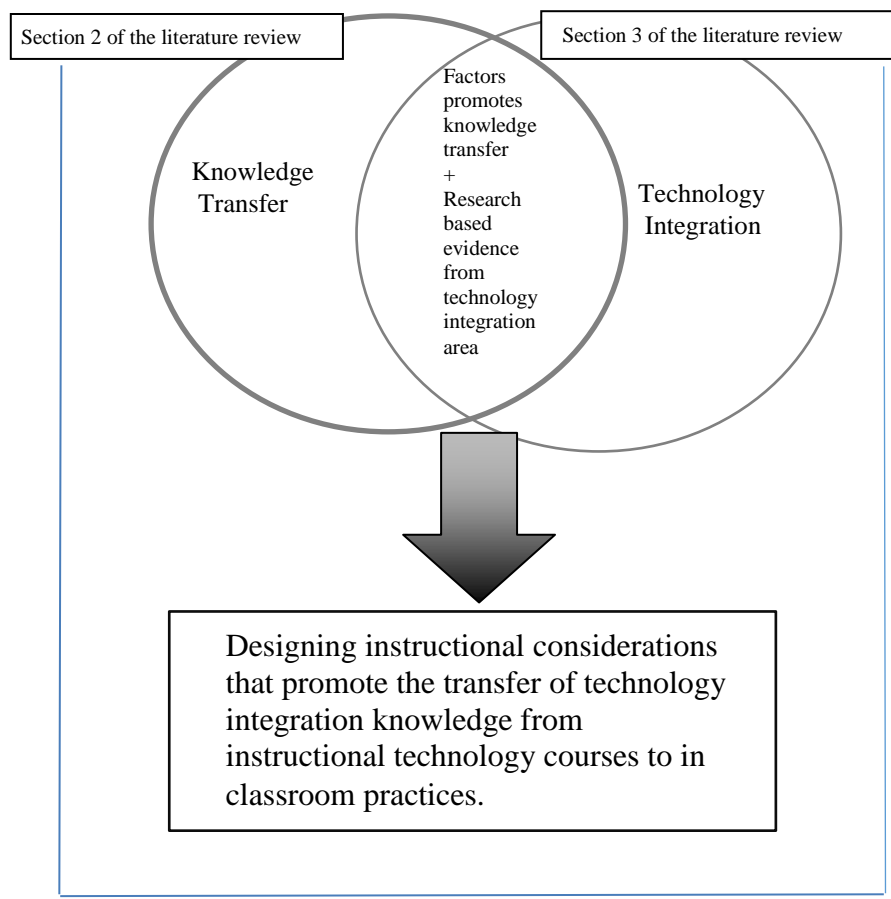 Section 2 of the literature review
Section 3 of the literature review
Factors
promotes
knowledge
transfer
+
Research
based
evidence
from
technology
integration
area
Knowledge
Transfer
Technology
Integration
Designing instructional considerations
that promote the transfer of technology
integration knowledge from
instructional technology courses to in
classroom practices.